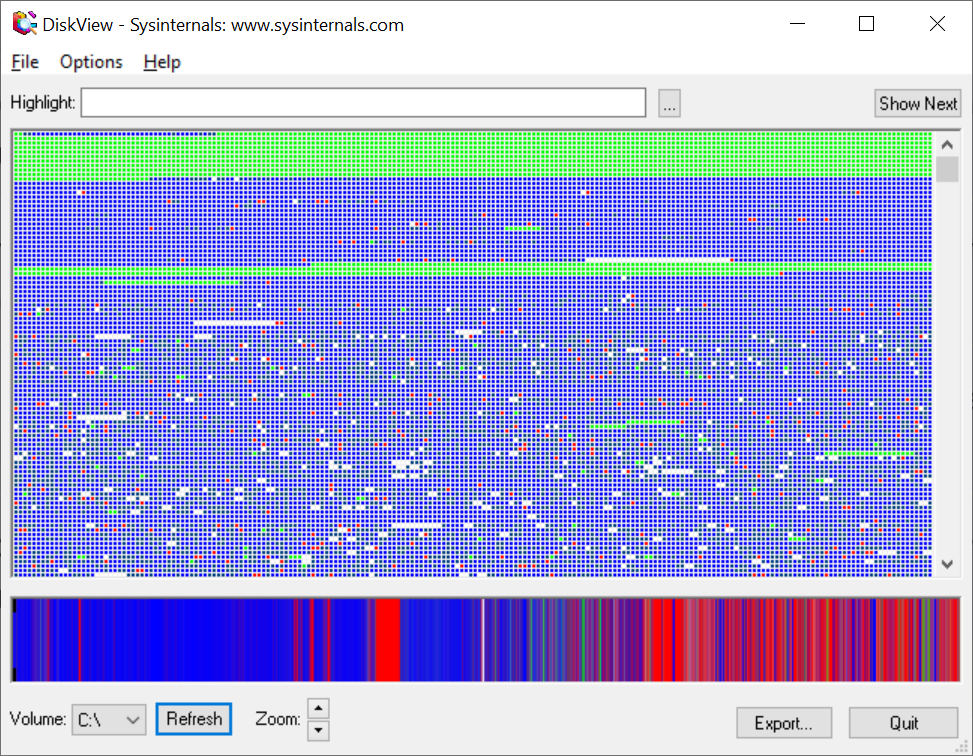 DiskView - Sysinternals: www.sysinternals.com
File Options Help
Highlight: ... Show Next
Volume: C:\ Refresh Zoom: Export... Quit